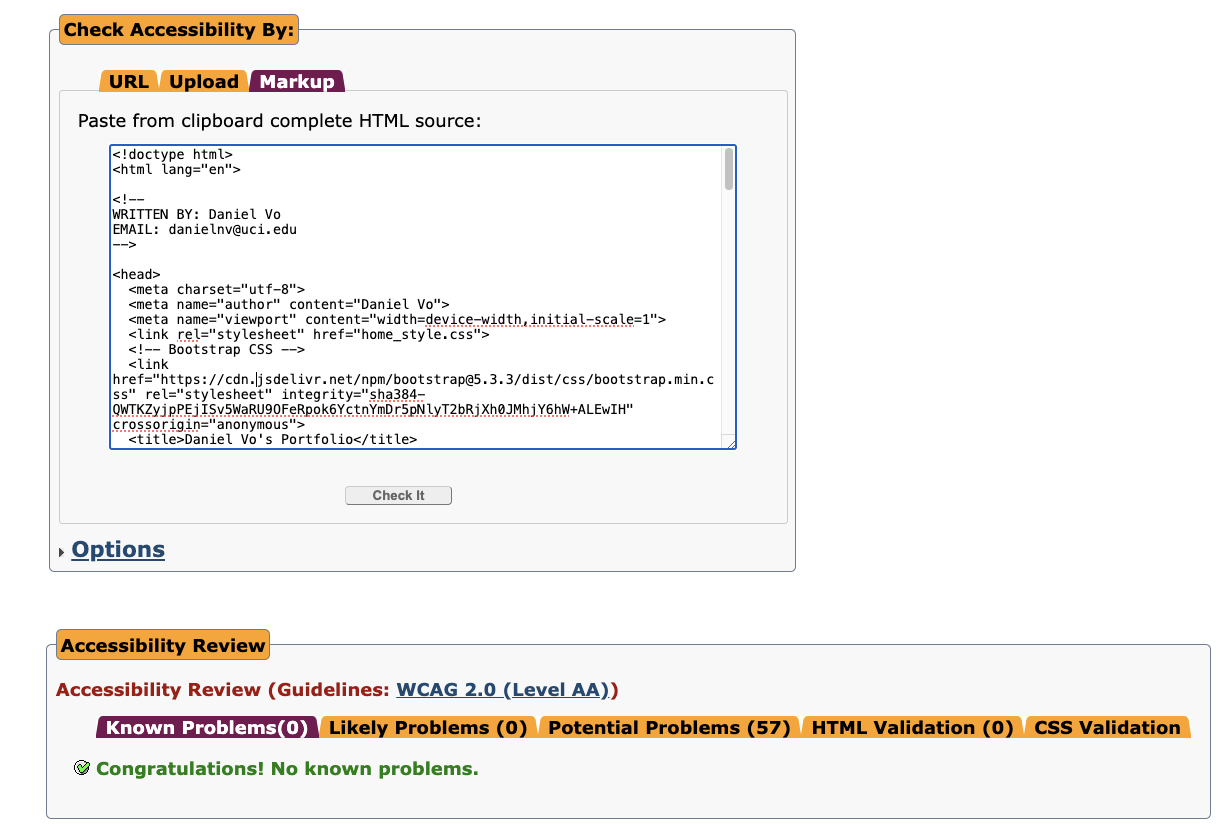 Check Accessibility By:
URL Upload Markup
Paste from clipboard complete HTML source:
<!doctype html>
<html lang="en">
<!--
WRITTEN BY: Daniel Vo
EMAIL: danielnv@uci.edu
-->
<head>
<meta charset="utf-8">
<meta name="author" content="Daniel Vo">
<meta name="viewport" content="width=device-width,initial-scale=1">
<link rel="stylesheet" href="home_style.css">
<!-- Bootstrap CSS -->
<link
href="https://cdn.jsdelivr.net/npm/bootstrap@5.3.3/dist/css/bootstrap.min.c
ss" rel="stylesheet" integrity="sha384-
QWTKZyjpPEjISv5WaRU9OFeRpok6YctnYmDr5pNlyT2bRjXh0JMhjY6hW+ALEwIH"
crossorigin="anonymous">
<title>Daniel Vo's Portfolio</title>
Check It
Options
Accessibility Review
Accessibility Review (Guidelines: WCAG 2.0 (Level AA))
Known Problems(0) Likely Problems (0) Potential Problems (57) HTML Validation (0) CSS Validation
Congratulations! No known problems.